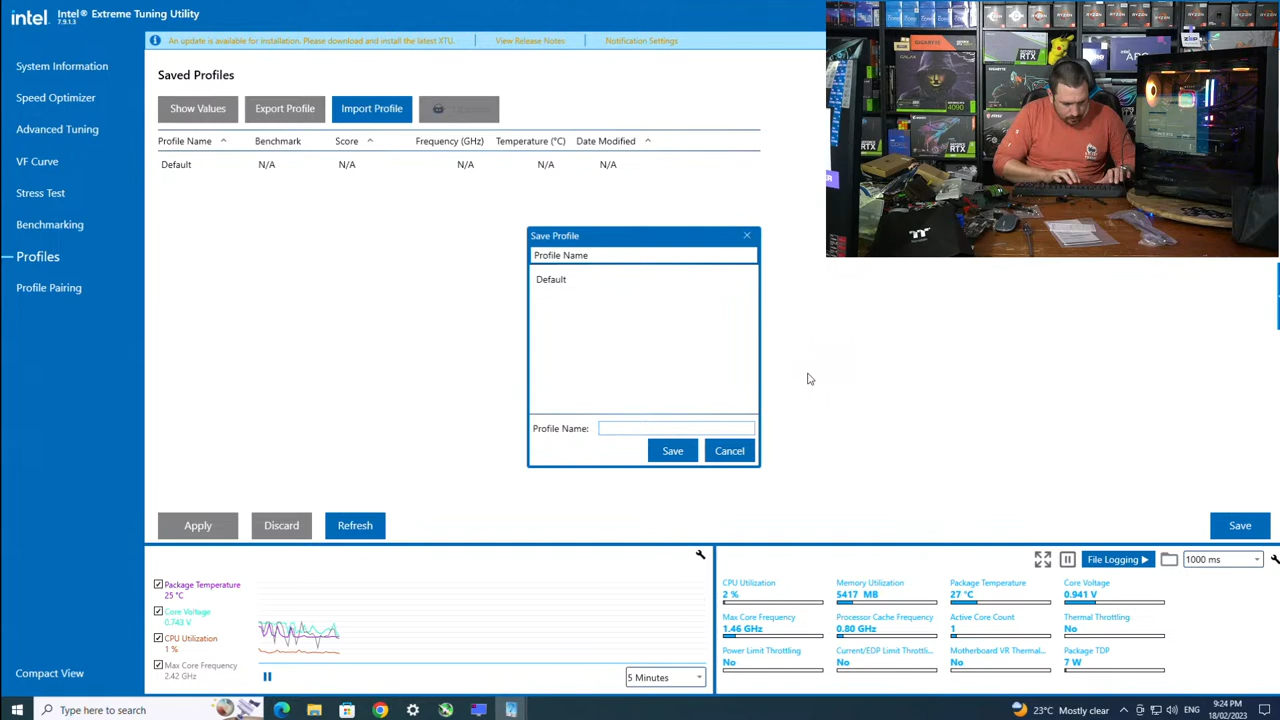 intel. Intel® Extreme Tuning Utility
7.9.1.3
An update is available for installation. Please download and install the latest XTU. View Release Notes Notification Settings
System Information
Speed Optimizer
Advanced Tuning
VF Curve
Stress Test
Benchmarking
Profiles
Profile Pairing
Compact View
Saved Profiles
Show Values Export Profile Import Profile
Profile Name Benchmark Score Frequency (GHz) Temperature (°C) Date Modified
Default N/A N/A N/A N/A N/A
Save Profile
Profile Name
Default
Profile Name:
Save Cancel
Apply Discard Refresh Save
Package Temperature
25 °C
Core Voltage
0.743 V
CPU Utilization
1 %
Max Core Frequency
2.42 GHz
5 Minutes
File Logging 1000 ms
CPU Utilization Memory Utilization Package Temperature Core Voltage
2 % 5417 MB 27 °C 0.941 V
Max Core Frequency Processor Cache Frequency Active Core Count Thermal Throttling
1.46 GHz 0.80 GHz 1 No
Power Limit Throttling Current/EDP Limit Throttli... Motherboard VR Thermal... Package TDP
No No No 7 W
Type here to search
23°C Mostly clear ENG
9:24 PM
18/02/2023
GIGABYTE
RTX
4090
RYZEN